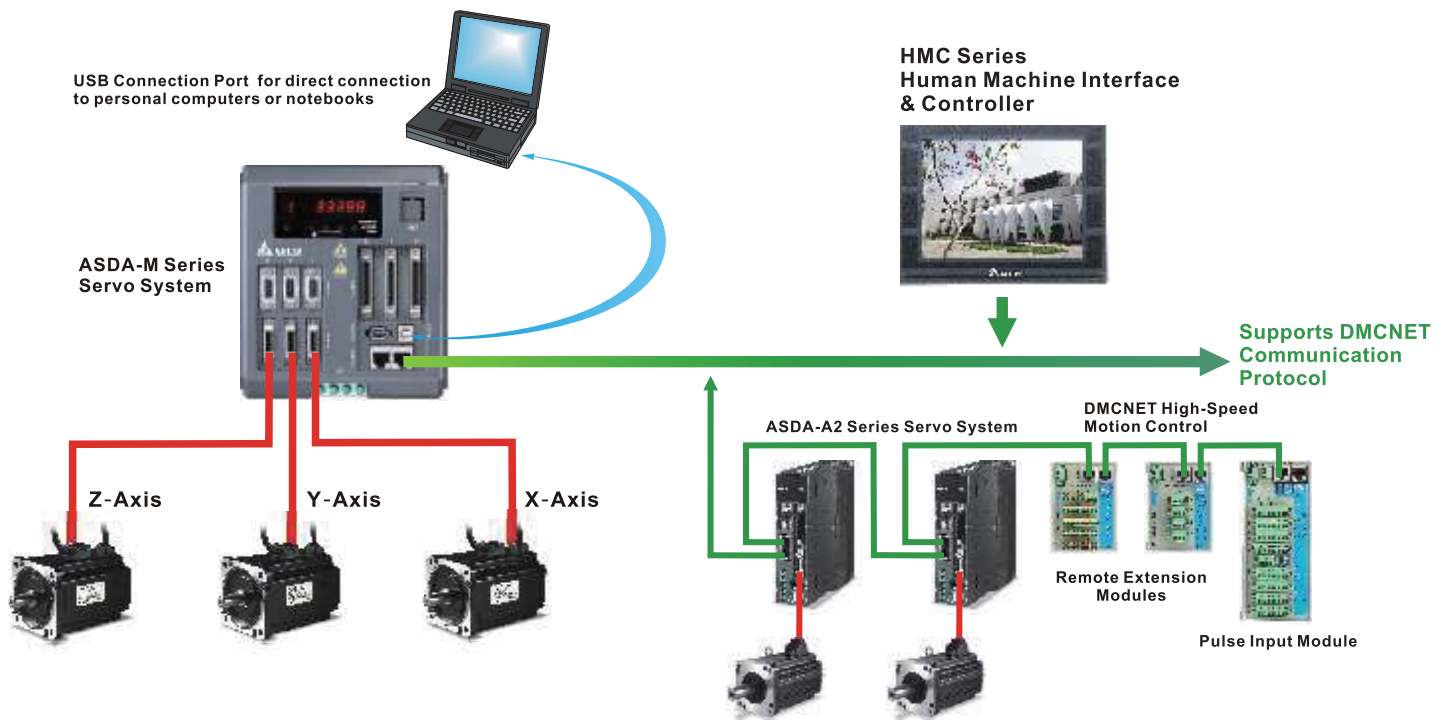 USB Connection Port for direct connection
to personal computers or notebooks
HMC Series
Human Machine Interface
& Controller
ASDA-M Series
Servo System
Supports DMCNET
Communication
Protocol
DMCNET High-Speed
Motion Control
ASDA-A2 Series Servo System
Z-Axis
Y-Axis
X-Axis
Remote Extension
Modules
Pulse Input Module